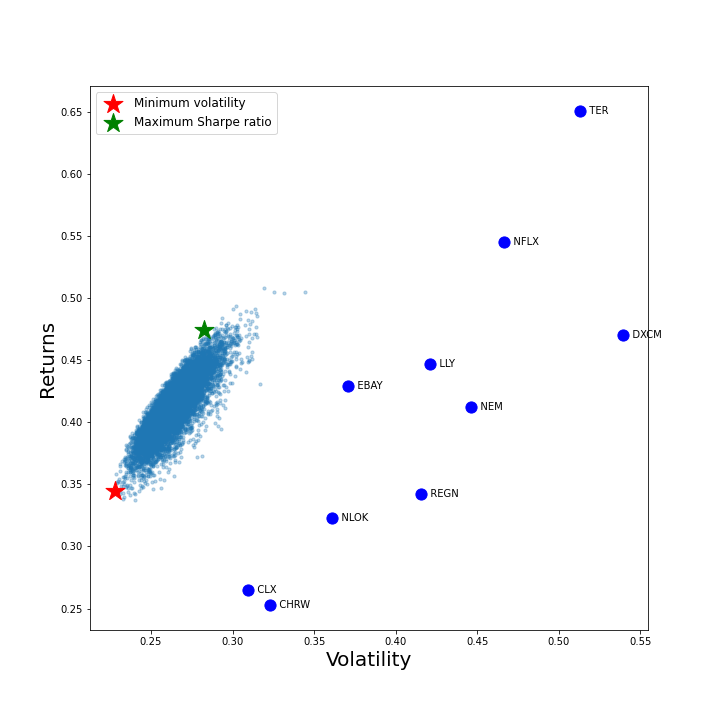 Minimum volatility
Maximum Sharpe ratio
TER
NFLX
DXCM
LLY
EBAY
NEM
REGN
NLOK
CLX
CHRW
Returns
0.65
0.60
0.55
0.50
0.45
0.40
0.35
0.30
0.25
0.25 0.30 0.35 0.40 0.45 0.50 0.55
Volatility